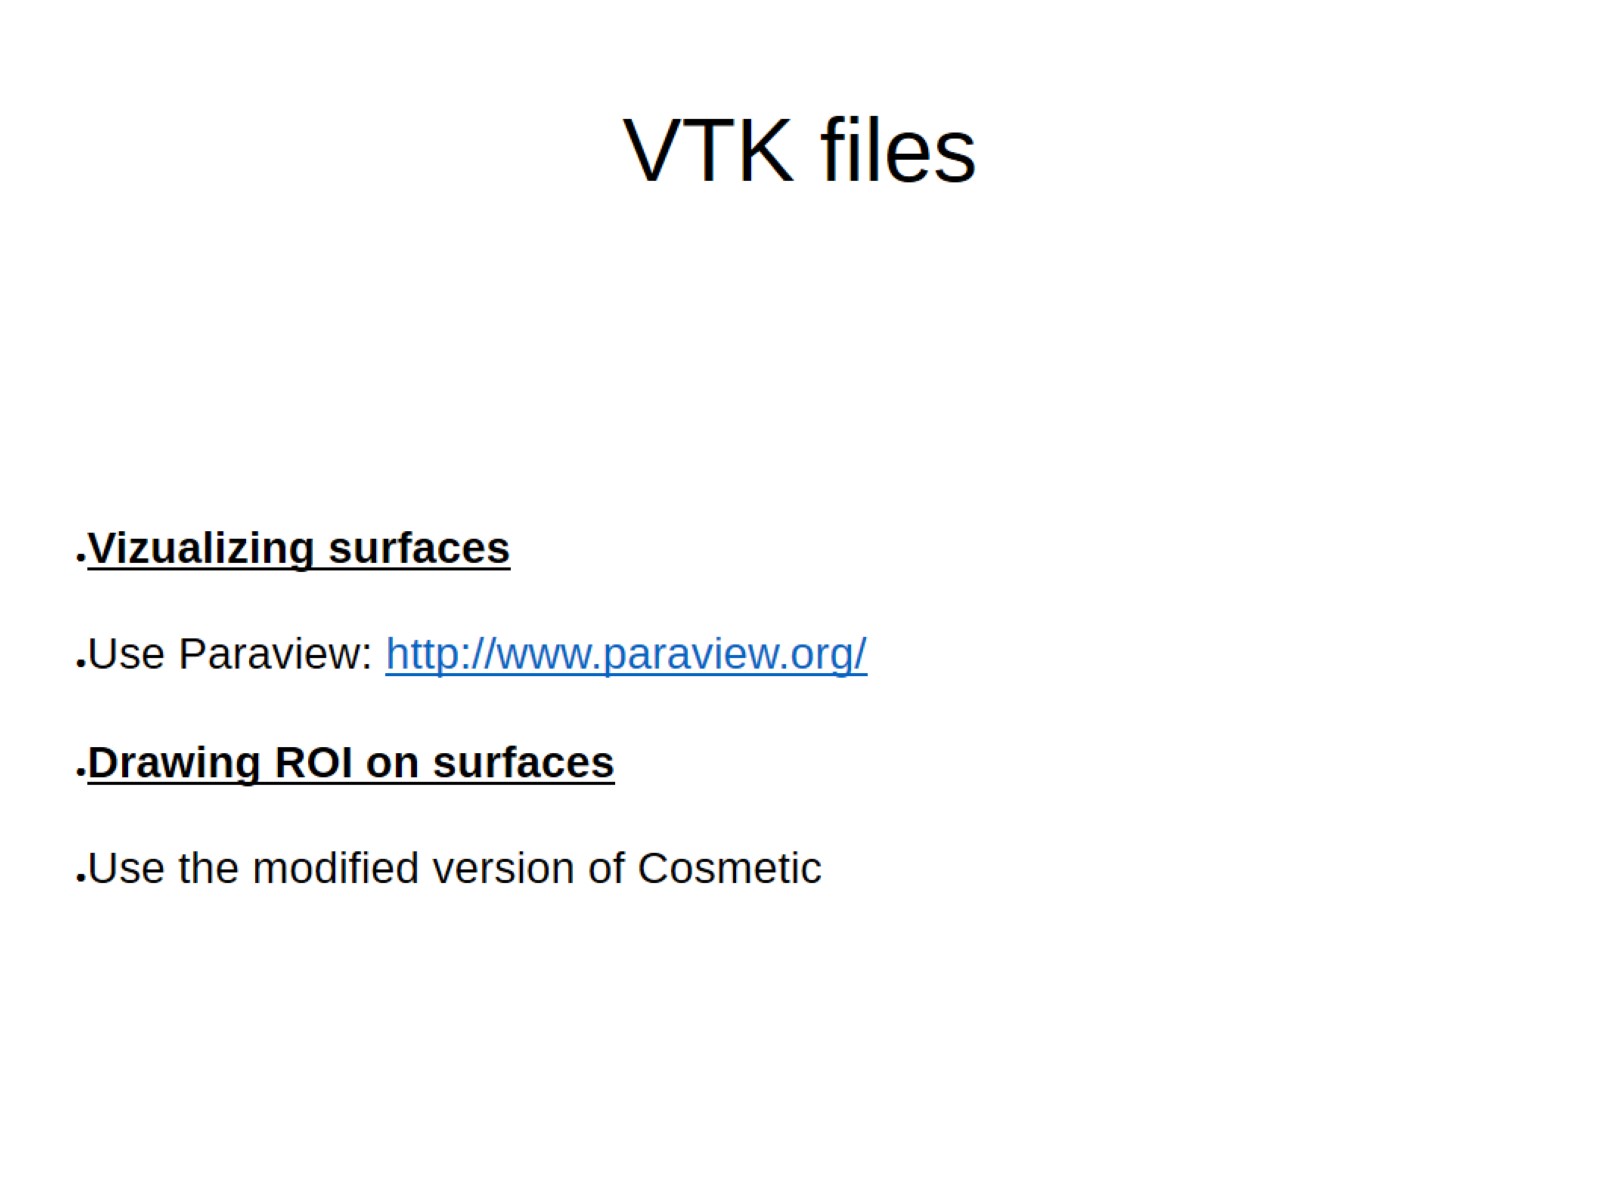 VTK files
•Vizualizing surfaces
•Use Paraview: http://www.paraview.org/
•Drawing ROI on surfaces
•Use the modified version of Cosmetic